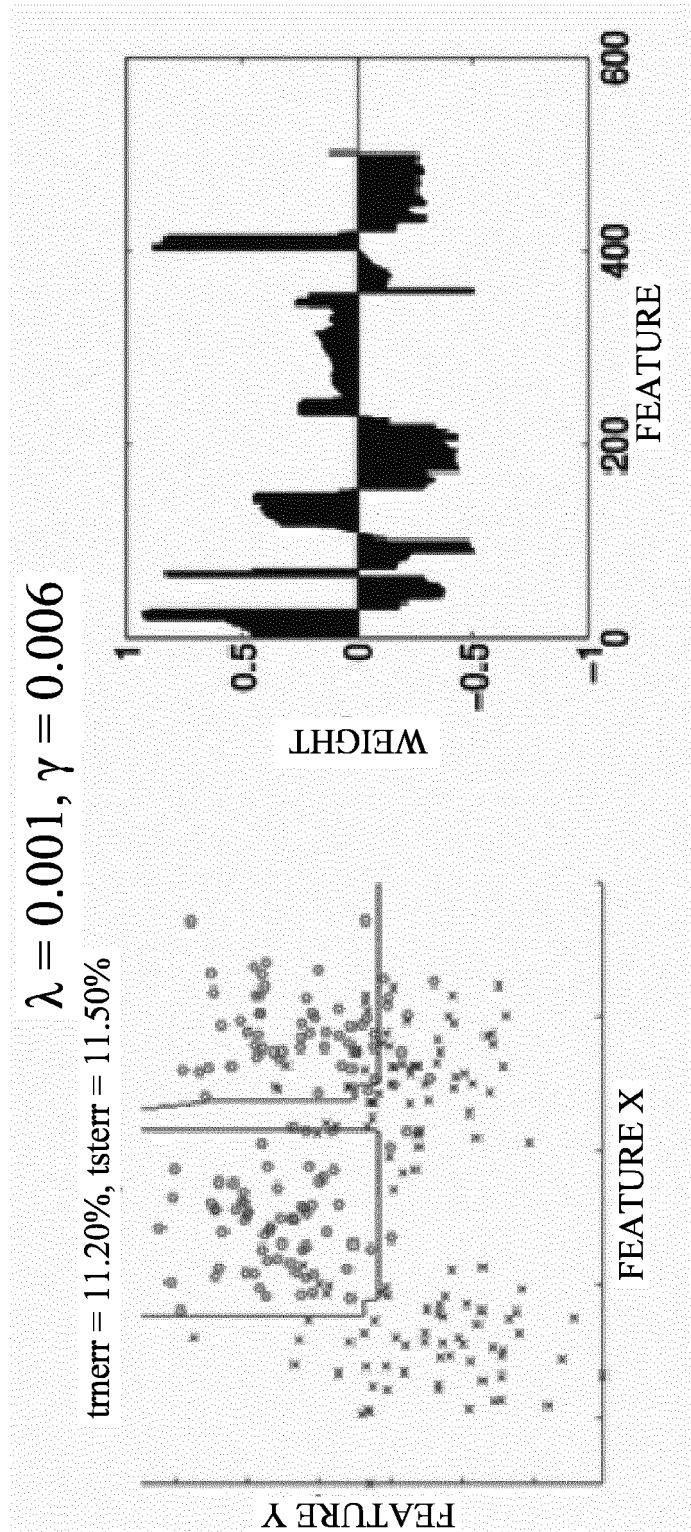 λ = 0.001, γ = 0.006
trnerr = 11.20%, tsterr = 11.50%
FEATURE Y
FEATURE X
WEIGHT
1
0.5
0
-0.5
-1
0
200
400
600
FEATURE